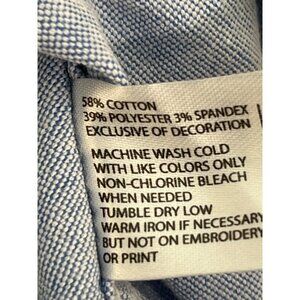 58% COTTON
39% POLYESTER 3% SPANDEX
EXCLUSIVE OF DECORATION
MACHINE WASH COLD
WITH LIKE COLORS ONLY
NON-CHLORINE BLEACH
WHEN NEEDED
TUMBLE DRY LOW
WARM IRON IF NECESSARY
BUT NOT ON EMBROIDERY
OR PRINT